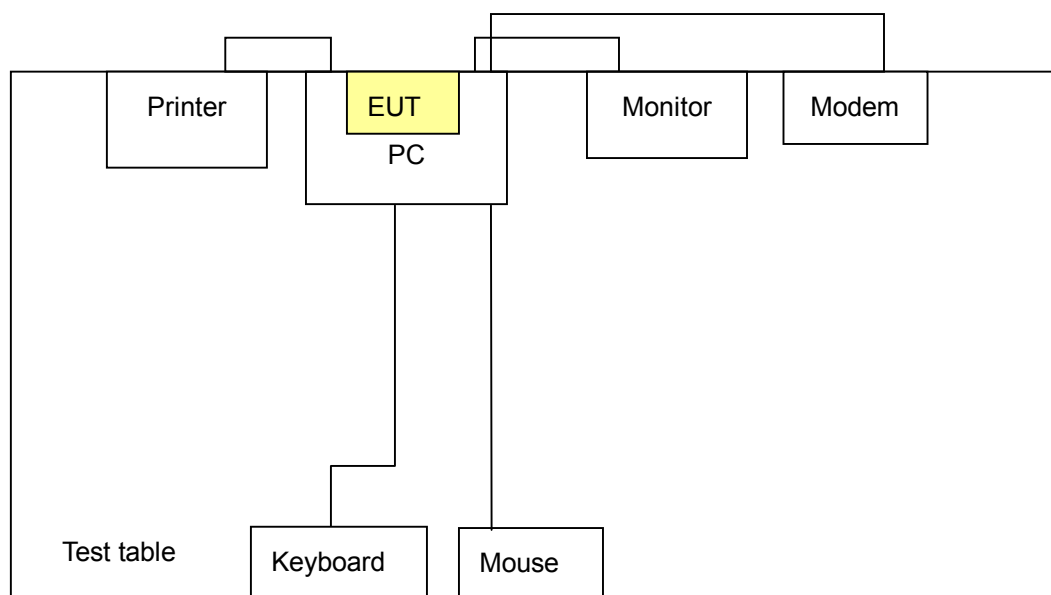 Printer
EUT
PC
Monitor
Modem
Test table
Keyboard
Mouse